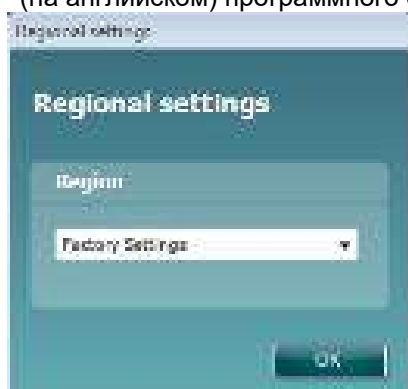 (на английском) программного
Regional settings
Regional settings
Region
Factory Settings
OK